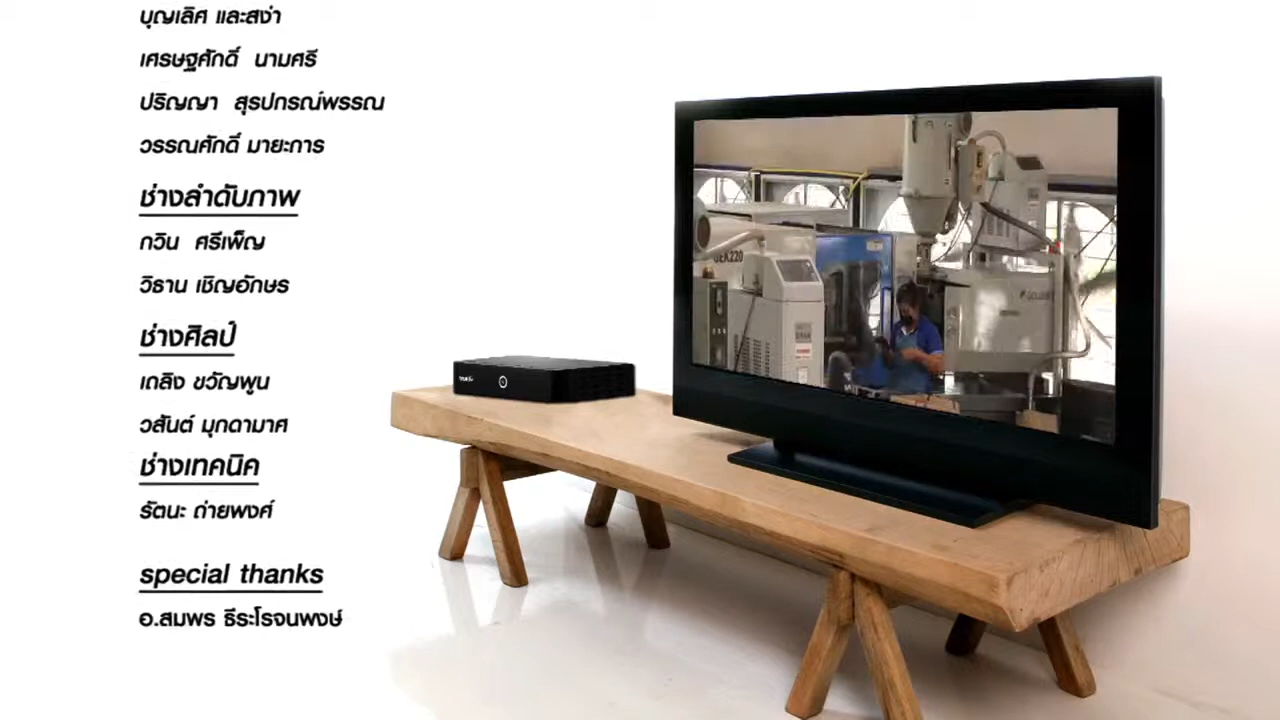 บุญเลิศ และสง่า
เศรษฐศักดิ์ นามศรี
ปริญญา สุรปกรณ์พรรณ
วรรณศักดิ์ มายะการ
ช่างลำดับภาพ
กวิน ศรีเพ็ญ
วิธาน เชิญอักษร
ช่างศิลป์
เถลิง ขวัญพูน
วสันต์ มุกดามาศ
ช่างเทคนิค
รัตนะ ถ่ายพงศ์
special thanks
อ.สมพร ธีระโรจนพงษ์